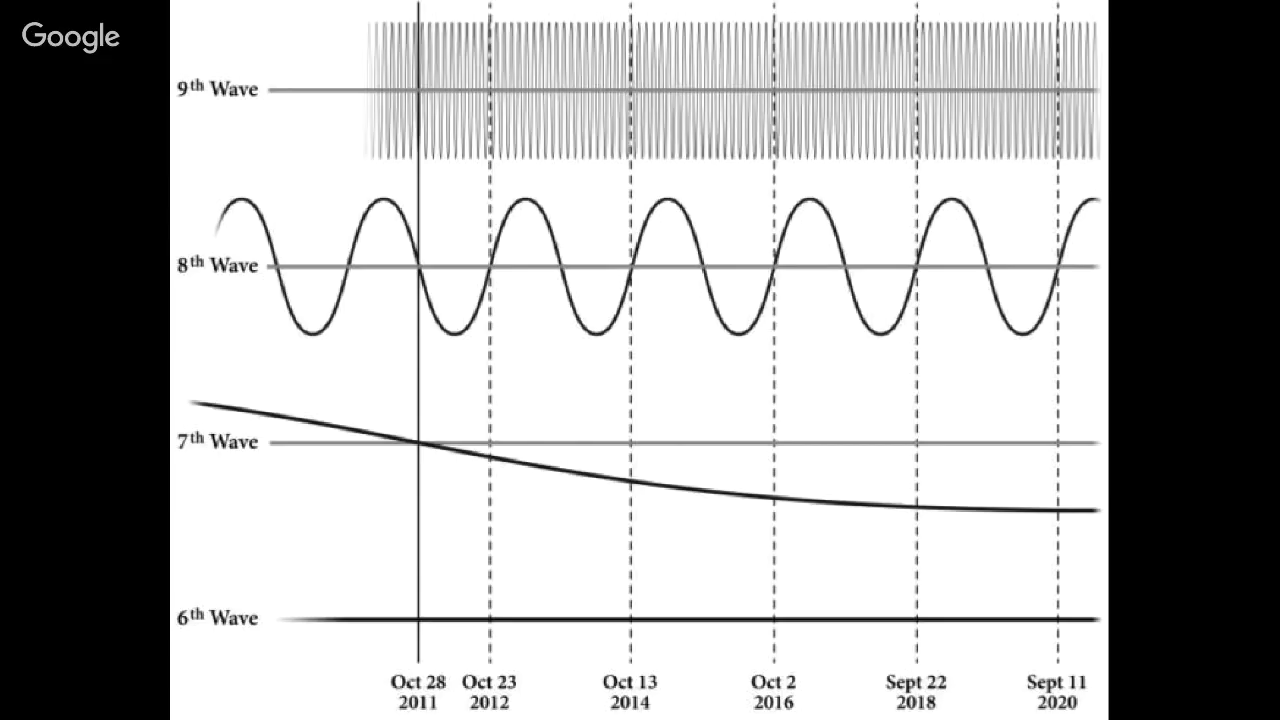 Google
9th Wave
8th Wave
7th Wave
6th Wave
Oct 28 Oct 23 Oct 13 Oct 2 Sept 22 Sept 11
2011 2012 2014 2016 2018 2020